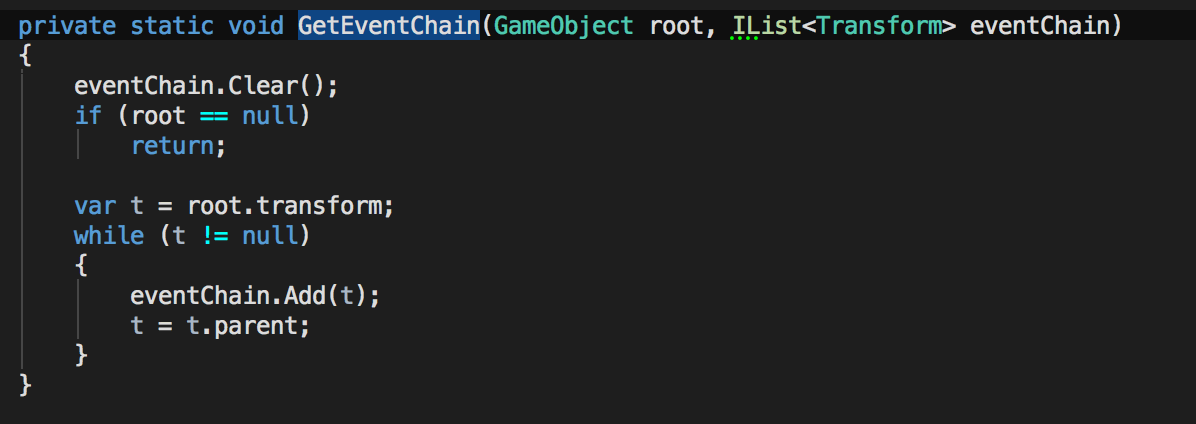 private static void GetEventChain(GameObject root, IList<Transform> eventChain)
{
    eventChain.Clear();
    if (root == null)
        return;

    var t = root.transform;
    while (t != null)
    {
        eventChain.Add(t);
        t = t.parent;
    }
}